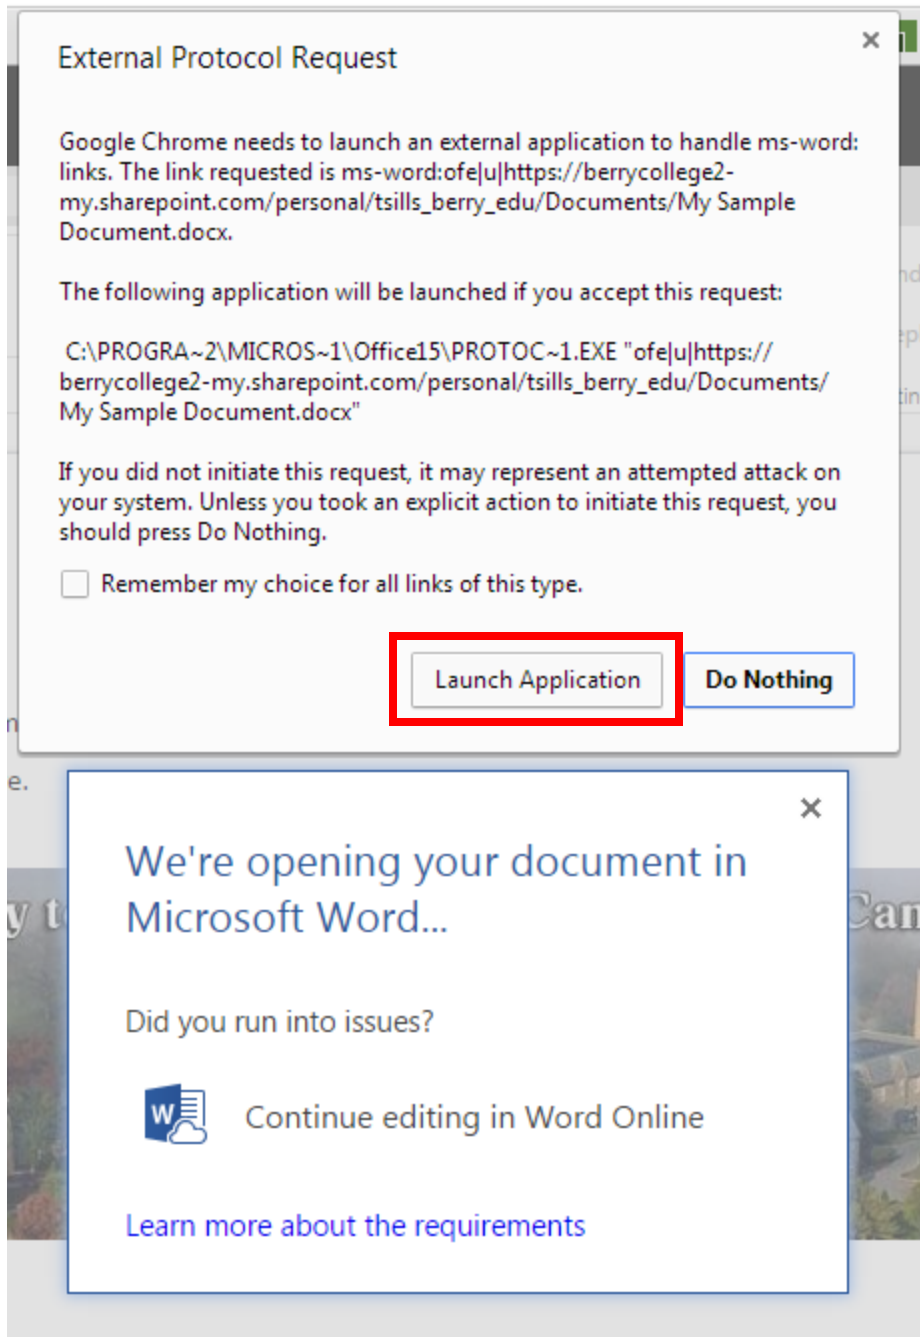 External Protocol Request
Google Chrome needs to launch an external application to handle ms-word:
links. The link requested is ms-word:ofe|u|https://berrycollege2-
my.sharepoint.com/personal/tsills_berry_edu/Documents/My Sample
Document.docx.
The following application will be launched if you accept this request:
C:\PROGRA~2\MICROS~1\Office15\PROTOC~1.EXE "ofe|u|https://
berrycollege2-my.sharepoint.com/personal/tsills_berry_edu/Documents/
My Sample Document.docx"
If you did not initiate this request, it may represent an attempted attack on
your system. Unless you took an explicit action to initiate this request, you
should press Do Nothing.
Remember my choice for all links of this type.
Launch Application Do Nothing
e.
We're opening your document in
Microsoft Word...
y t Can
Did you run into issues?
W Continue editing in Word Online
Learn more about the requirements